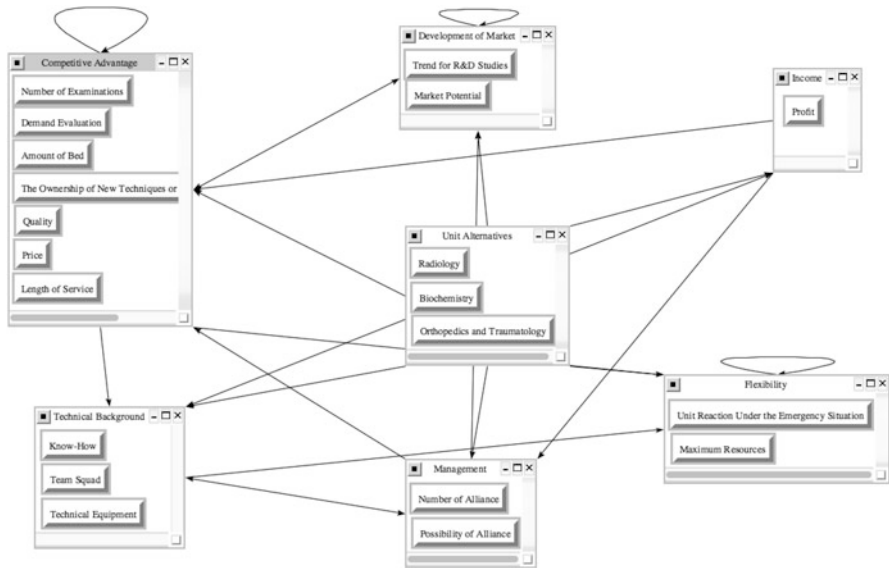 Competitive Advantage
Number of Examinations
Demand Evaluation
Amount of Bed
The Ownership of New Techniques or
Quality
Price
Length of Service
Development of Market
Trend for R&D Studies
Market Potential
Income
Profit
Unit Alternatives
Radiology
Biochemistry
Orthopedics and Traumatology
Flexibility
Unit Reaction Under the Emergency Situation
Maximum Resources
Technical Background
Know-How
Team Squad
Technical Equipment
Management
Number of Alliance
Possibility of Alliance